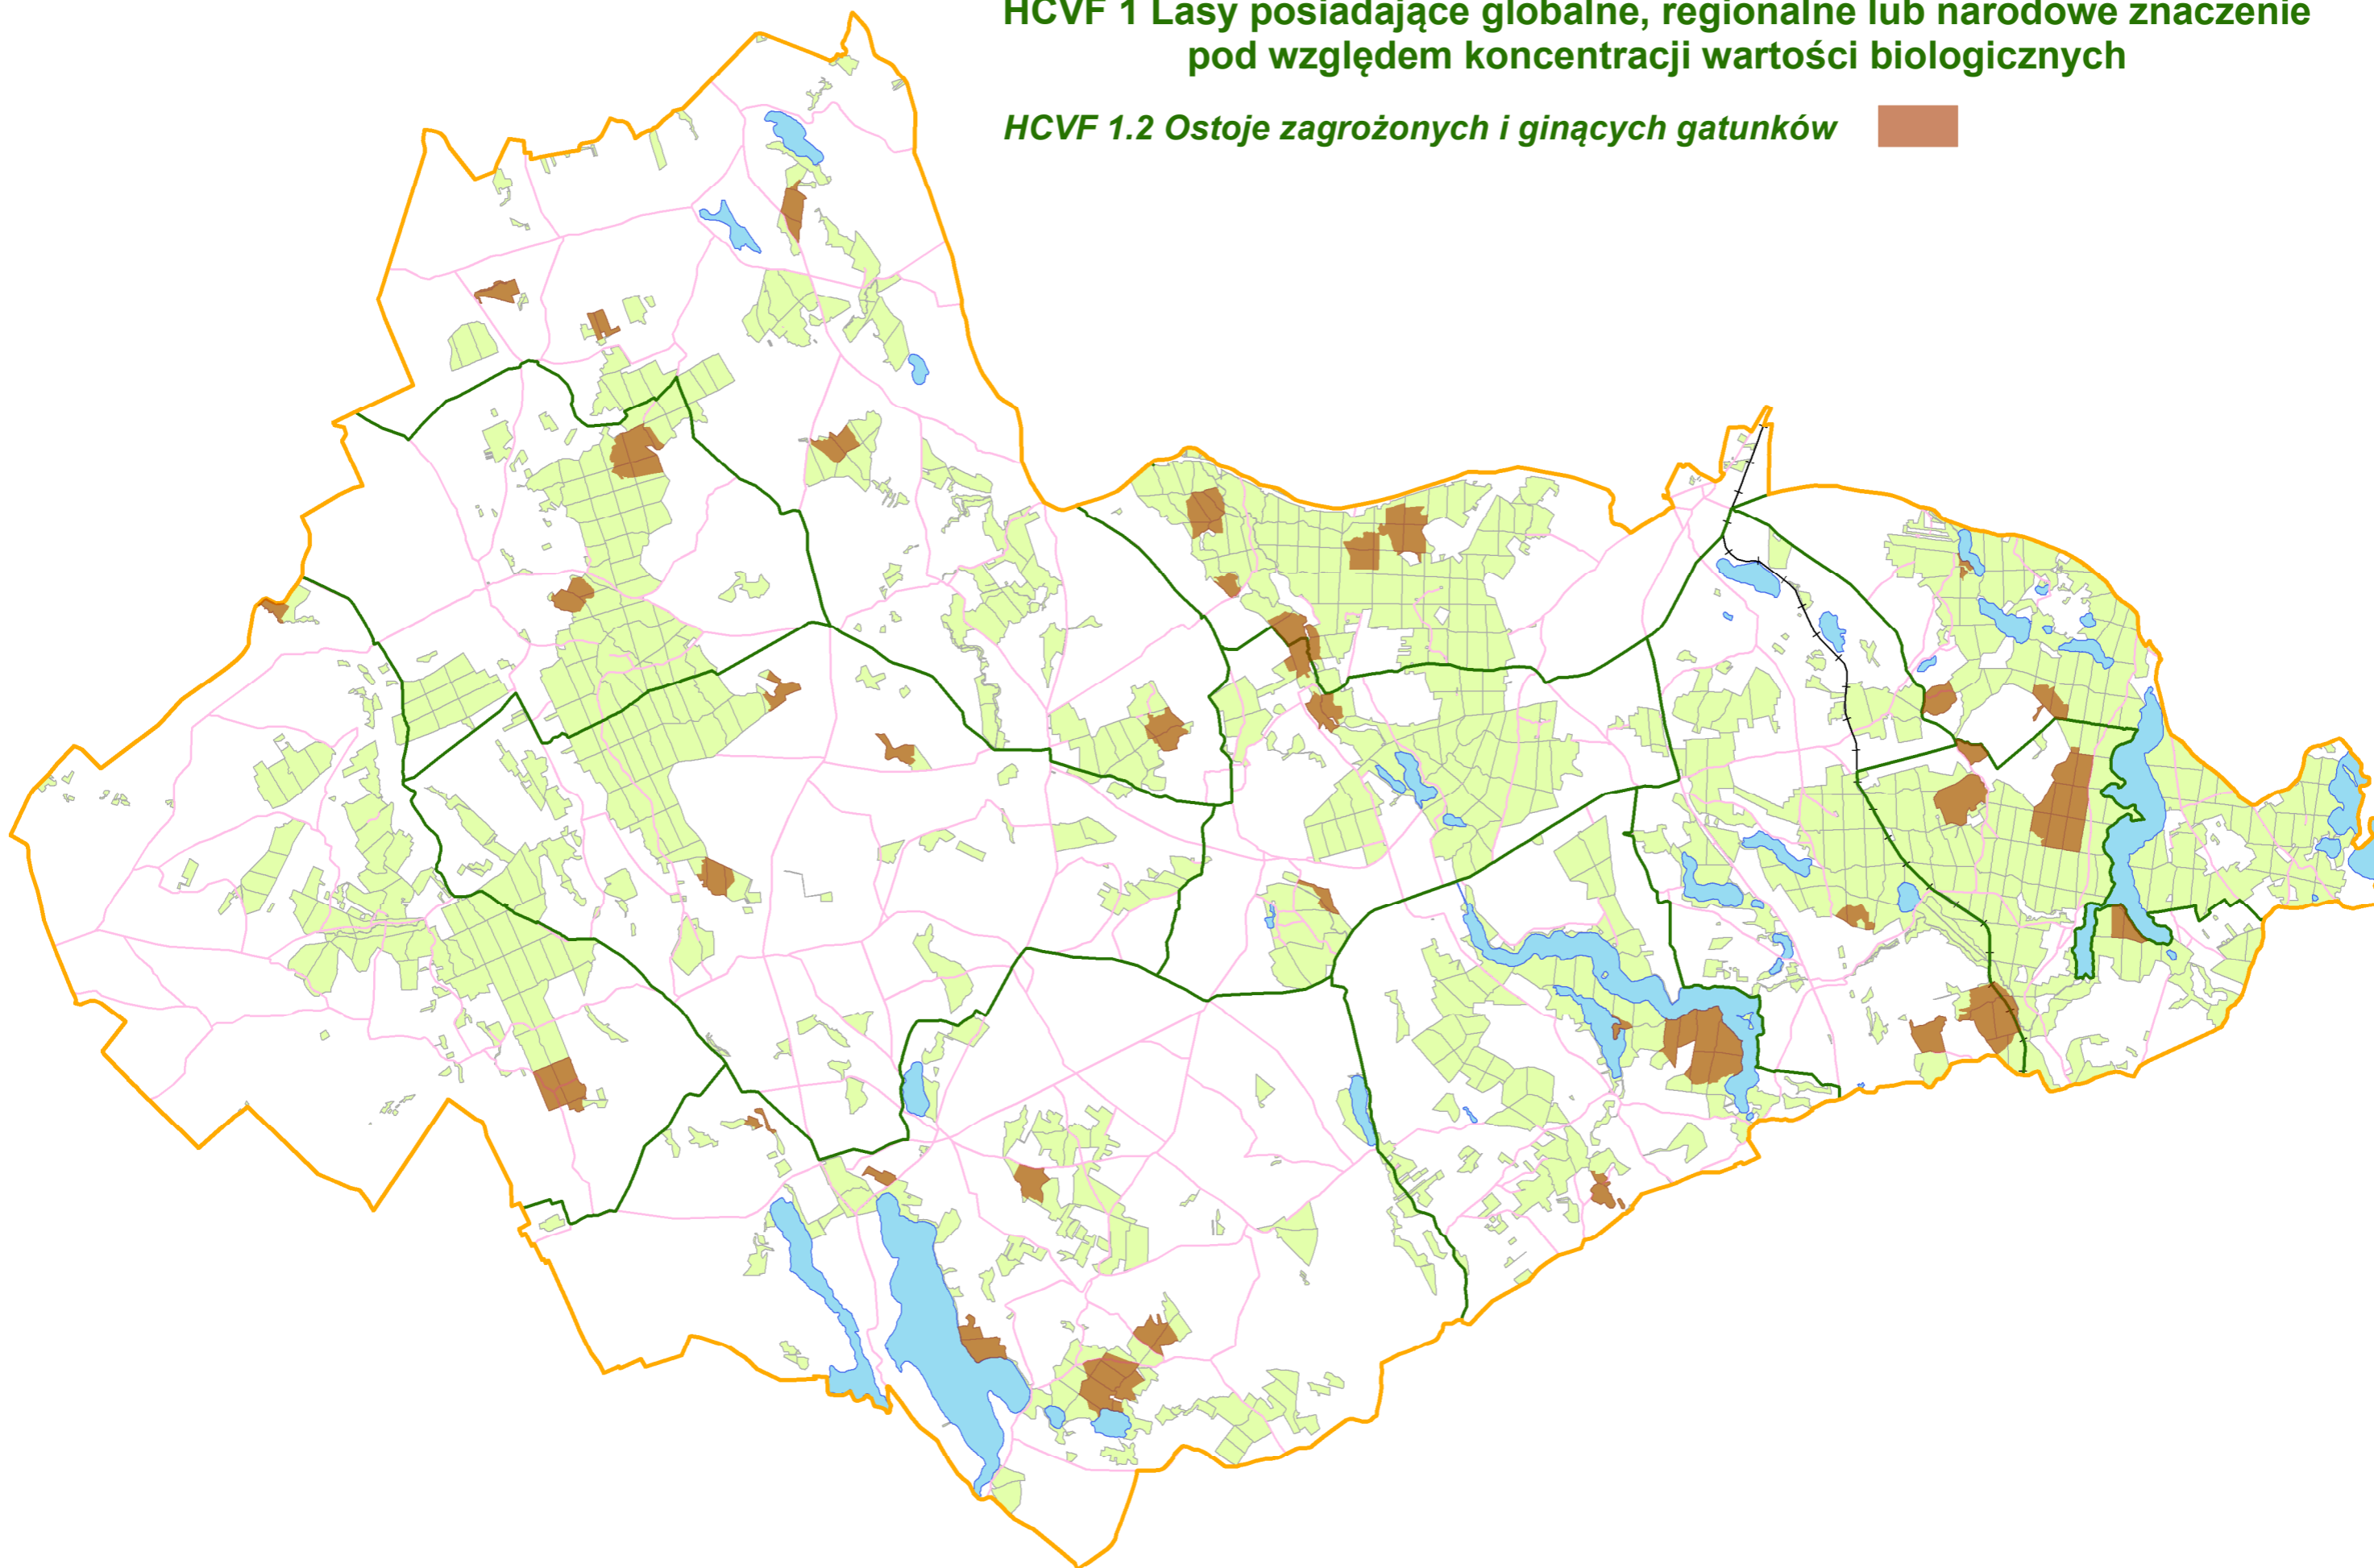 HCVF 1 Lasy posiadające globalne, regionalne lub narodowe znaczenie
pod względem koncentracji wartości biologicznych
HCVF 1.2 Ostoje zagrożonych i ginących gatunków